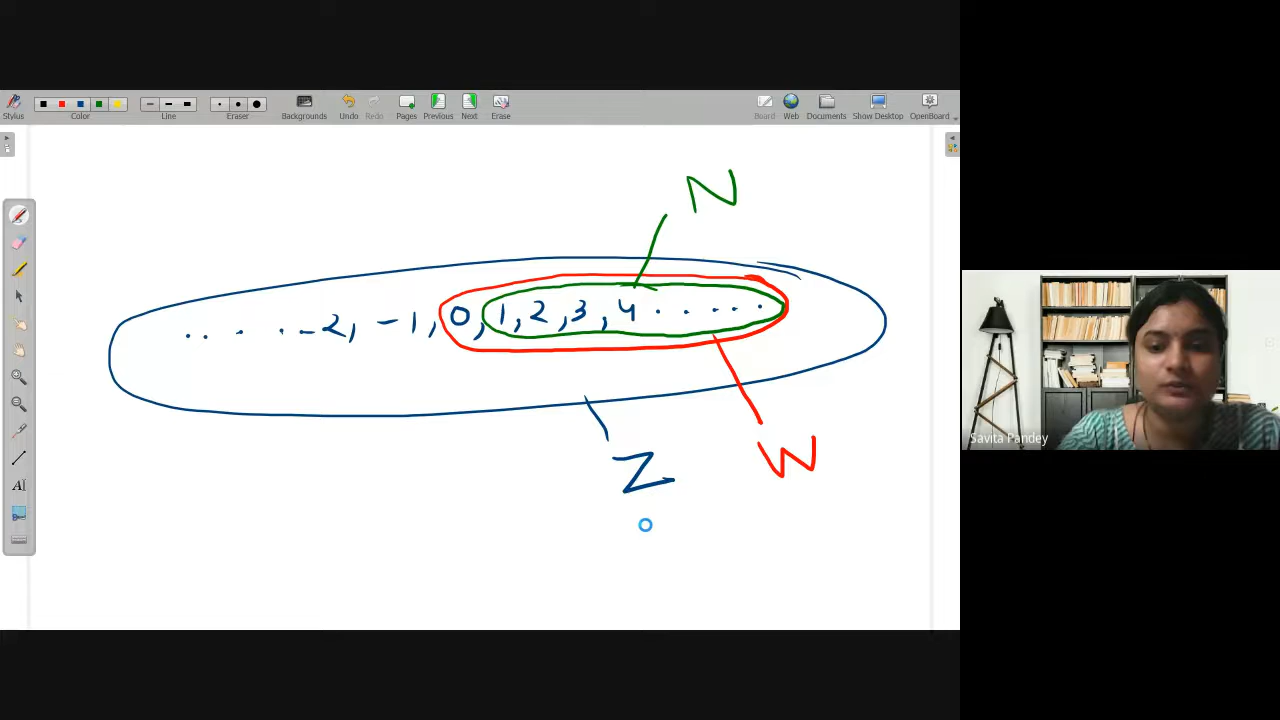 Stylus
Color
Line
Eraser
Backgrounds
Undo
Redo
Pages
Previous
Next
Erase
Board
Web
Documents
Show Desktop
OpenBoard
N
. . . . -2, -1, 0, 1, 2, 3, 4 . . . . .
Z
W
AI
Savita Pandey